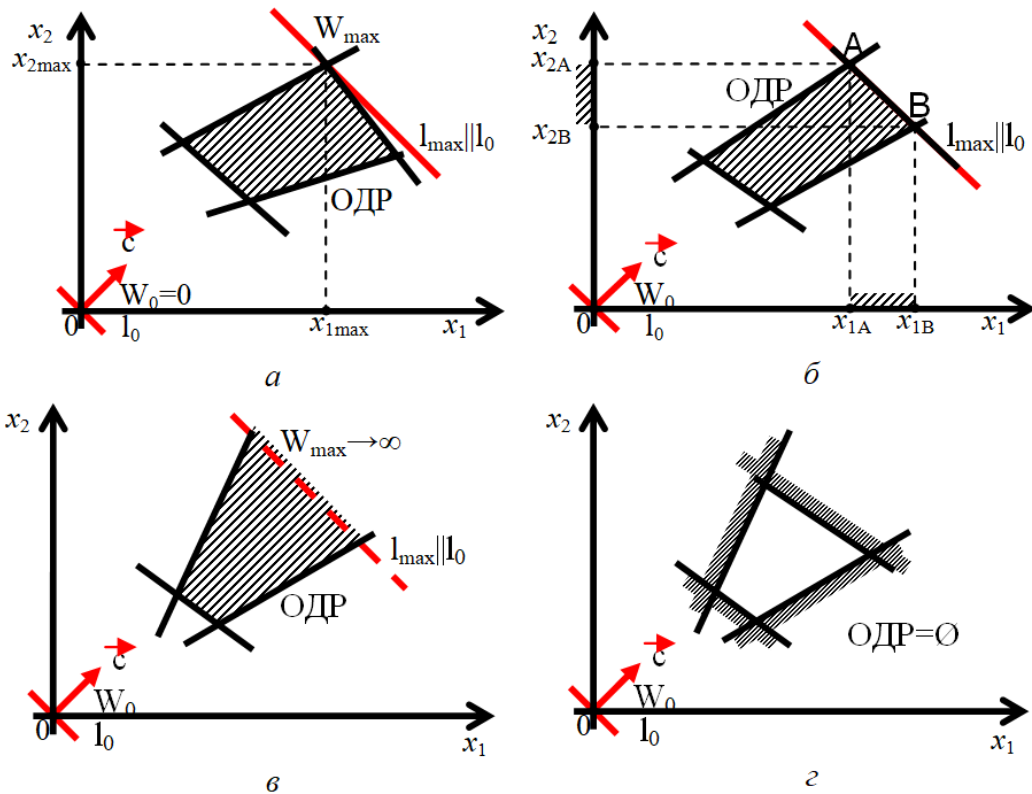 x₂
x₂max
Wmax
lmax||l₀
ОДР
c
W₀=0
0
l₀
x₁max
x₁
а
x₂
x₂A
x₂B
A
ОДР
B
lmax||l₀
c
W₀
0
l₀
x₁A
x₁B
x₁
б
x₂
Wmax→∞
lmax||l₀
ОДР
c
W₀
0
l₀
x₁
в
x₂
ОДР=∅
c
W₀
0
l₀
x₁
г